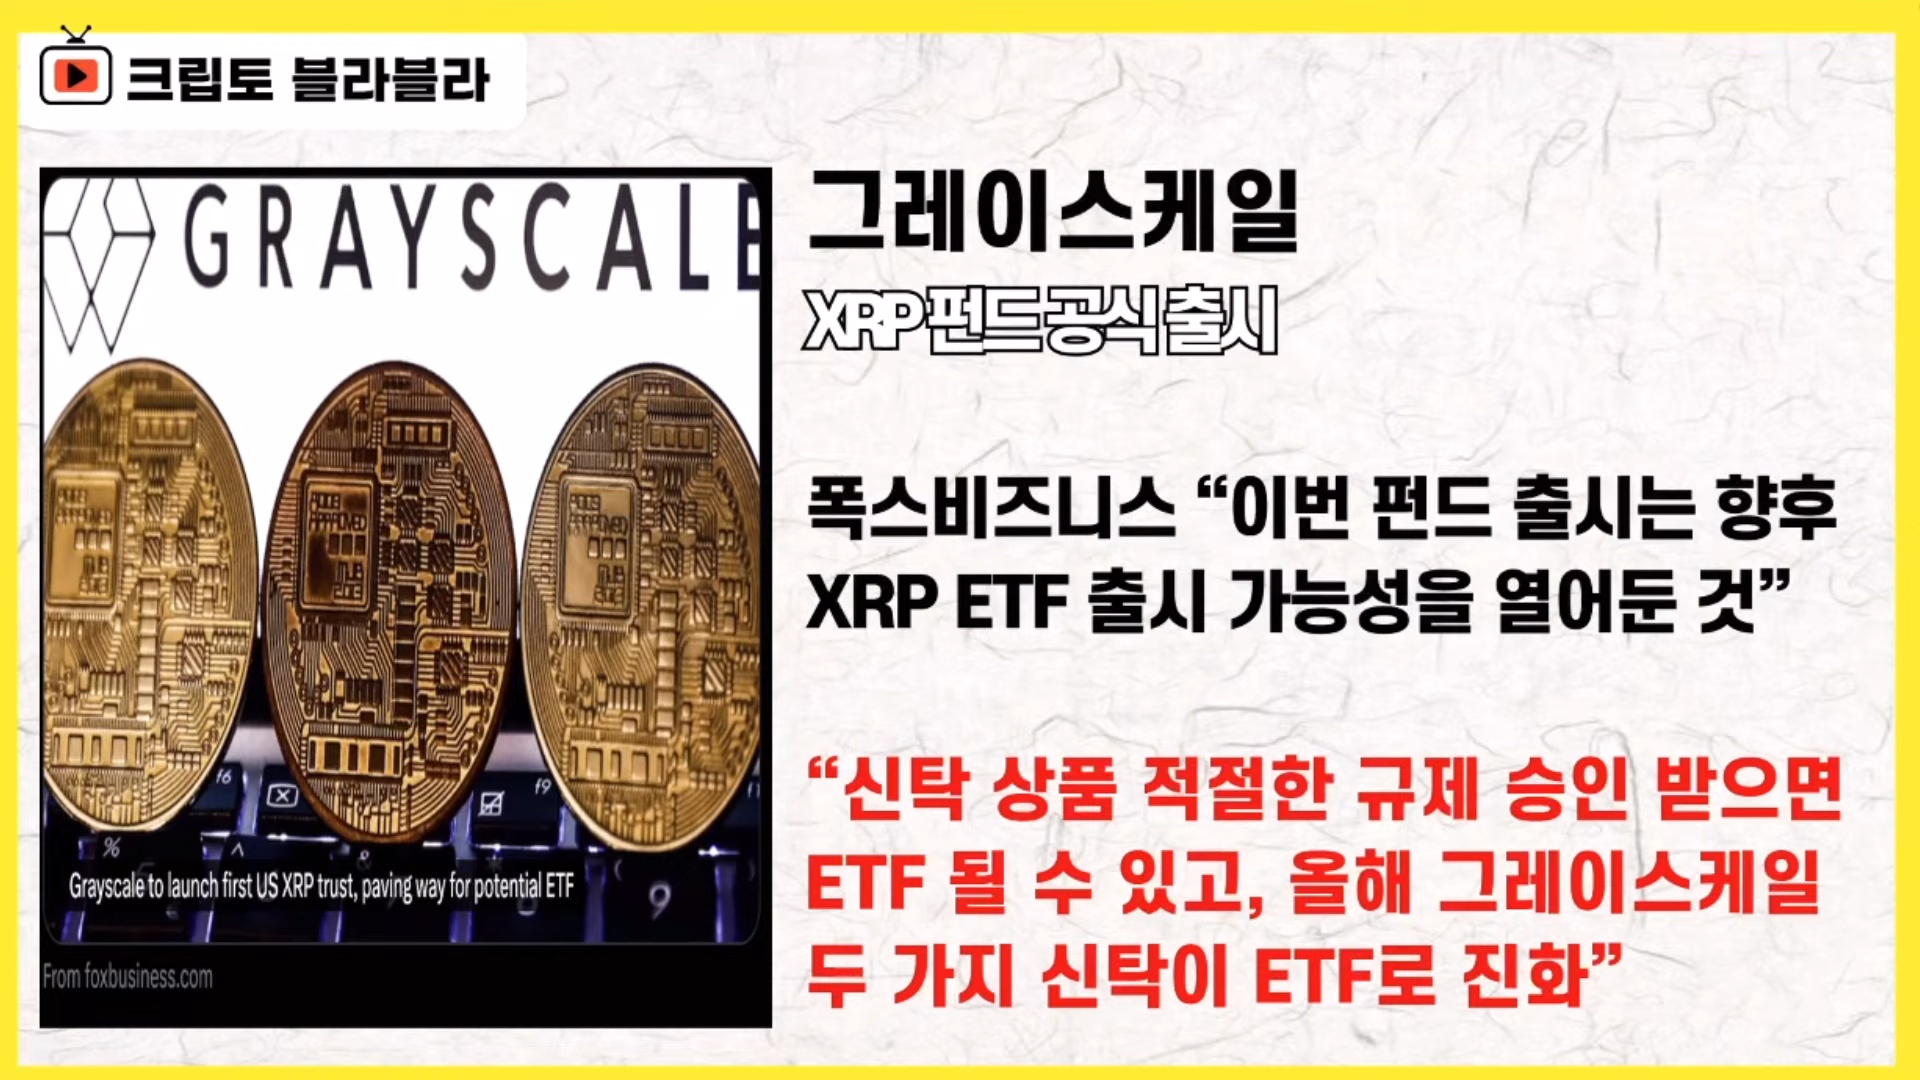 크립토 블라블라
GRAYSCALE
그레이스케일
XRP 펀드 공식 출시
폭스비즈니스 “이번 펀드 출시는 향후
XRP ETF 출시 가능성을 열어둔 것”
“신탁 상품 적절한 규제 승인 받으면
ETF 될 수 있고, 올해 그레이스케일
두 가지 신탁이 ETF로 진화”
f6
f9
%
^
9
Grayscale to launch first US XRP trust, paving way for potential ETF
From foxbusiness.com